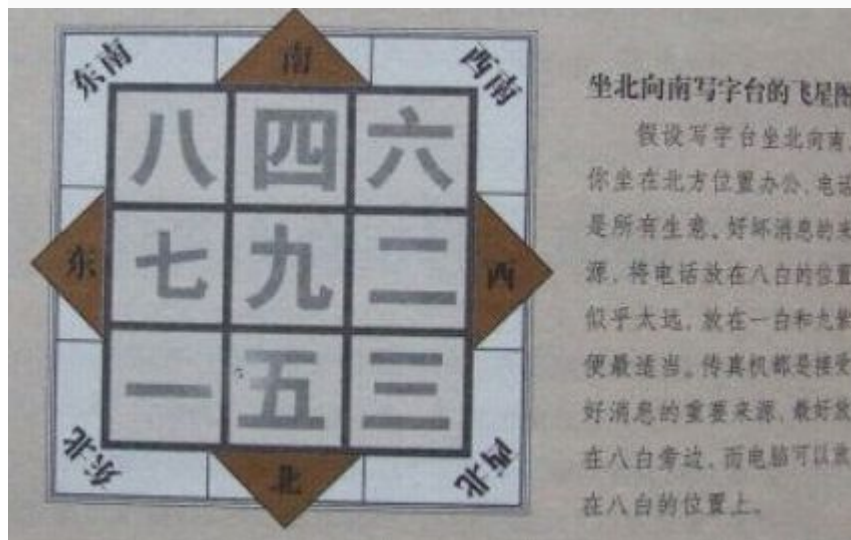 东南 南 西南
八 四 六
东 七 九 二 西
一 五 三
东北 北 西北
坐北向南写字台的飞星图
假设写字台坐北向南,
你坐在北方位置办公,电话
是所有生意、好坏消息的来
源,将电话放在八白的位置
似乎太远,放在一白和九紫
便最适当。传真机都是接受
好消息的重要来源,最好放
在八白旁边,而电脑可以放
在八白的位置上。